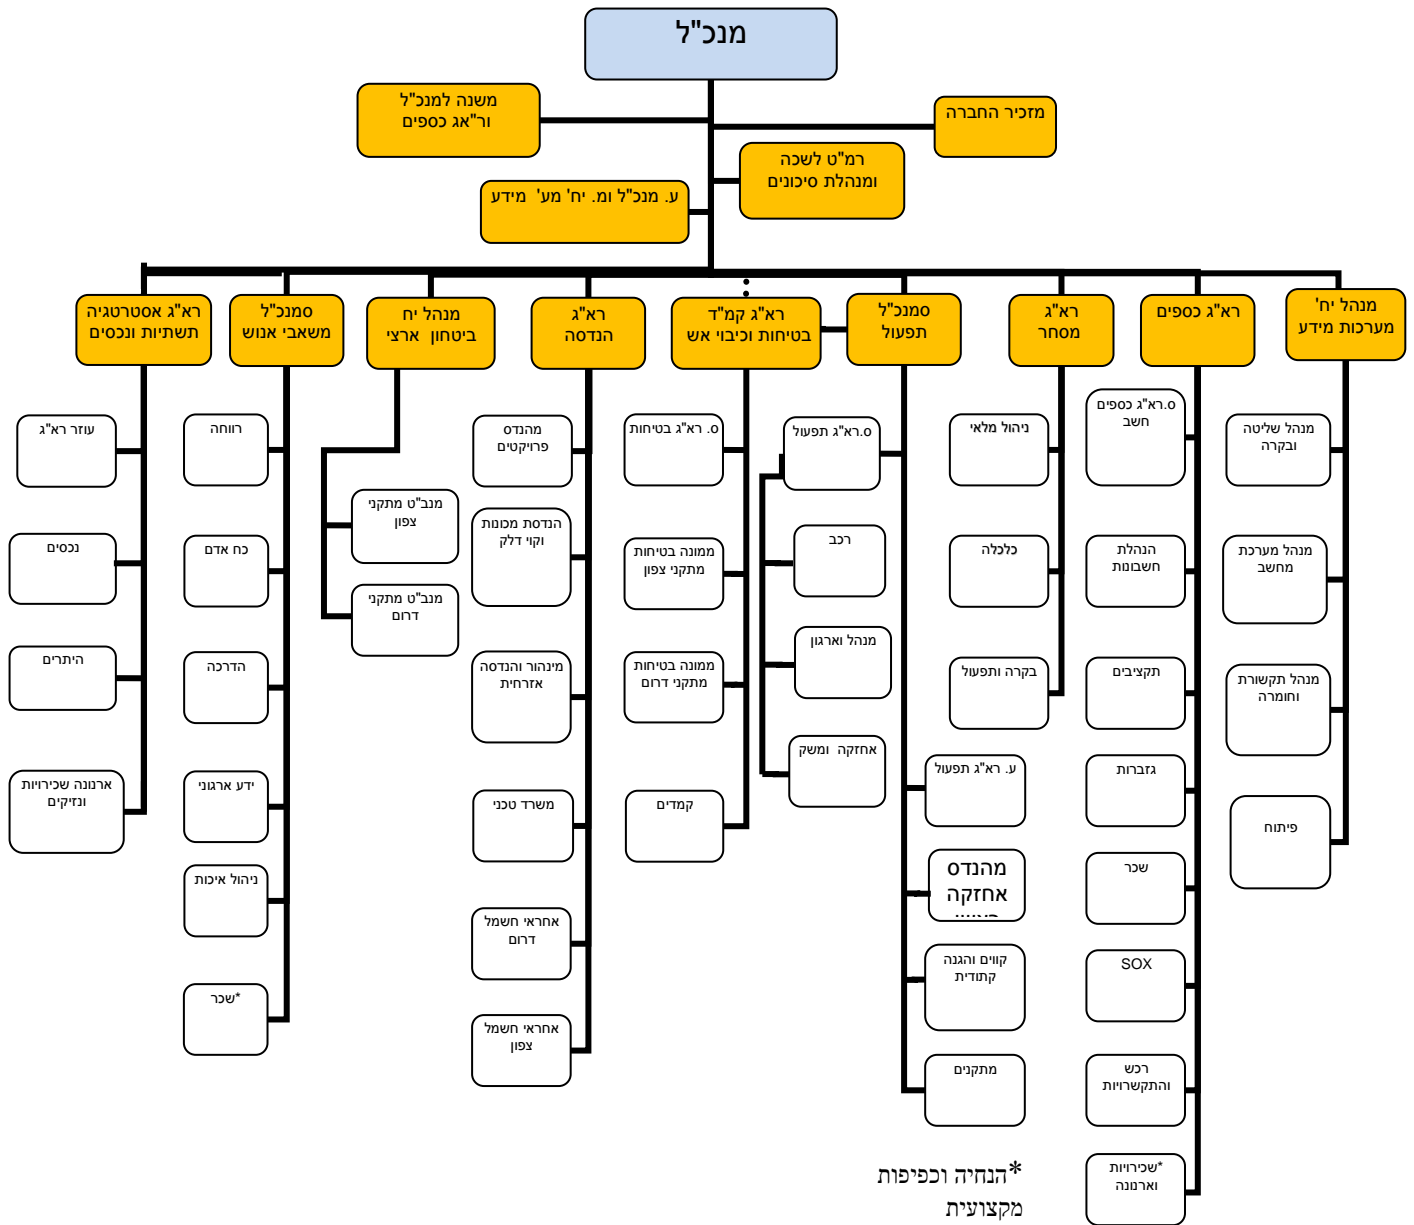 מנכ"ל
מזכיר החברה
משנה למנכ"ל
ור"אג כספים
רמ"ט לשכה
ומנהלת סיכונים
ע. מנכ"ל ומ. יח' מע' מידע
מנהל יח'
מערכות מידע
רא"ג כספים
רא"ג
מסחר
סמנכ"ל
תפעול
רא"ג קמ"ד
בטיחות וכיבוי אש
רא"ג
הנדסה
מנהל יח
ביטחון ארצי
סמנכ"ל
משאבי אנוש
רא"ג אסטרטגיה
תשתיות ונכסים
מנהל שליטה
ובקרה
מנהל מערכת
מחשב
מנהל תקשורת
וחומרה
פיתוח
ס.רא"ג כספים
חשב
הנהלת
חשבונות
תקציבים
גזברות
שכר
SOX
רכש
והתקשרויות
*שכירויות
וארנונה
ניהול מלאי
כלכלה
בקרה ותפעול
ס.רא"ג תפעול
רכב
מנהל וארגון
אחזקה ומשק
ע. רא"ג תפעול
מהנדס
אחזקה
קווים והגנה
קתודית
מתקנים
ס. רא"ג בטיחות
ממונה בטיחות
מתקני צפון
ממונה בטיחות
מתקני דרום
קמדים
מהנדס
פרויקטים
הנדסת מכונות
וקוי דלק
מינהור והנדסה
אזרחית
משרד טכני
אחראי חשמל
דרום
אחראי חשמל
צפון
מנב"ט מתקני
צפון
מנב"ט מתקני
דרום
רווחה
כח אדם
הדרכה
ידע ארגוני
ניהול איכות
*שכר
עוזר רא"ג
נכסים
היתרים
ארנונה שכירויות
ונזיקים
*הנחיה וכפיפות
מקצועית